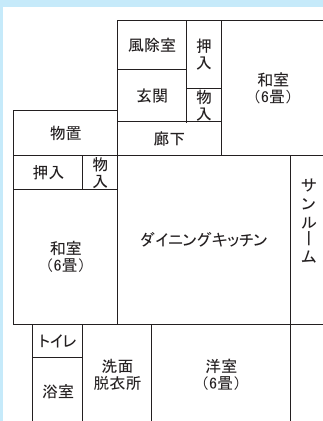 風除室
押入
和室
(6畳)
玄関
物入
廊下
物置
押入
物入
サンルーム
和室
(6畳)
ダイニングキッチン
トイレ
洗面
脱衣所
洋室
(6畳)
浴室